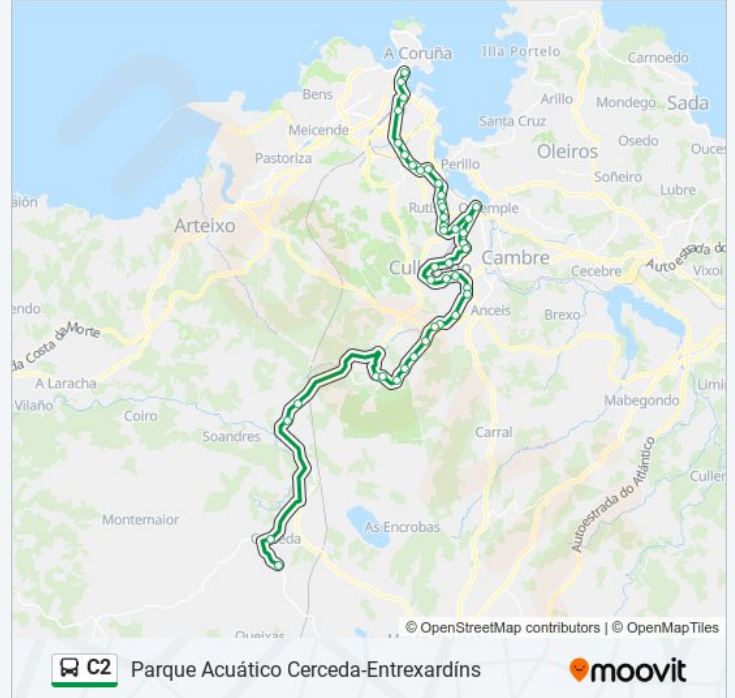 A Coruña
Illa Portelo
Carnoedo
Bens
Arillo
Mondego
Sada
Meicende
Santa Cruz
Osedo
Ouces
Pastoriza
Perillo
Oleiros
Soñeiro
Lubre
Arteixo
Cambre
Cecebre
Autoestrada do
Vixoi
Anceis
Brexo
da Costa da Morte
A Laracha
Vilaño
Coiro
Mabegondo
Soandres
Carral
Autoestrada do Atlántico
Montemaior
As Encrobas
Queixas
© OpenStreetMap contributors | © OpenMapTiles
C2 Parque Acuático Cerceda-Entrexardíns
moovit